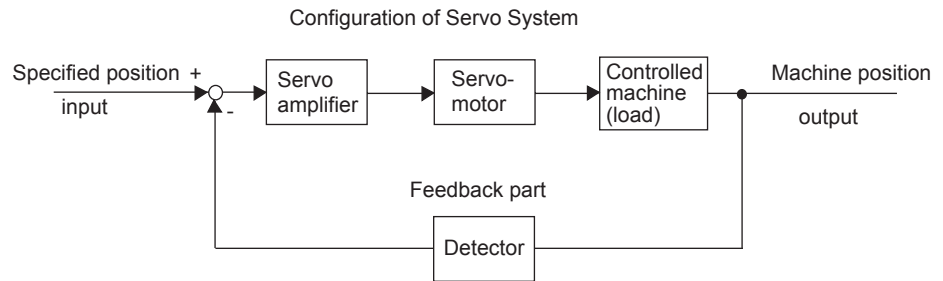 Configuration of Servo System
Specified position +
input
-
Servo
amplifier
Servo-
motor
Controlled
machine
(load)
Machine position
output
Feedback part
Detector